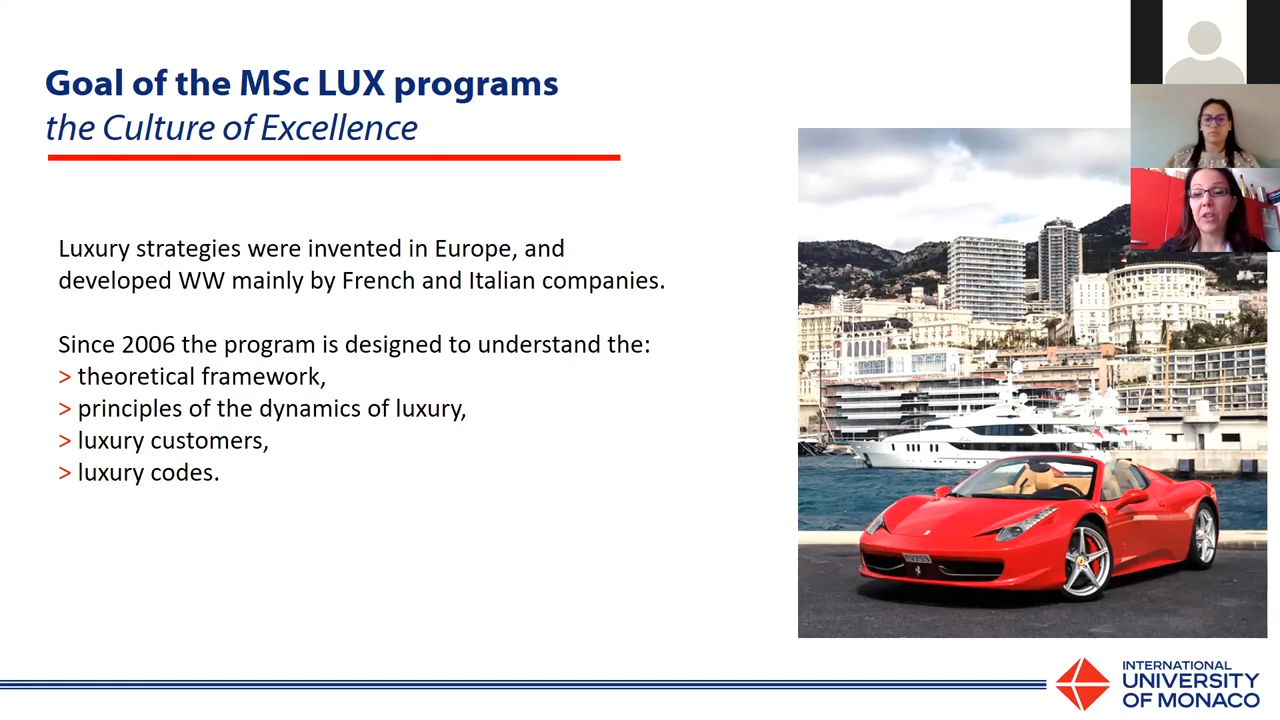 Goal of the MSc LUX programs
the Culture of Excellence
Luxury strategies were invented in Europe, and
developed WW mainly by French and Italian companies.
Since 2006 the program is designed to understand the:
> theoretical framework,
> principles of the dynamics of luxury,
> luxury customers,
> luxury codes.
INTERNATIONAL
UNIVERSITY
OF MONACO